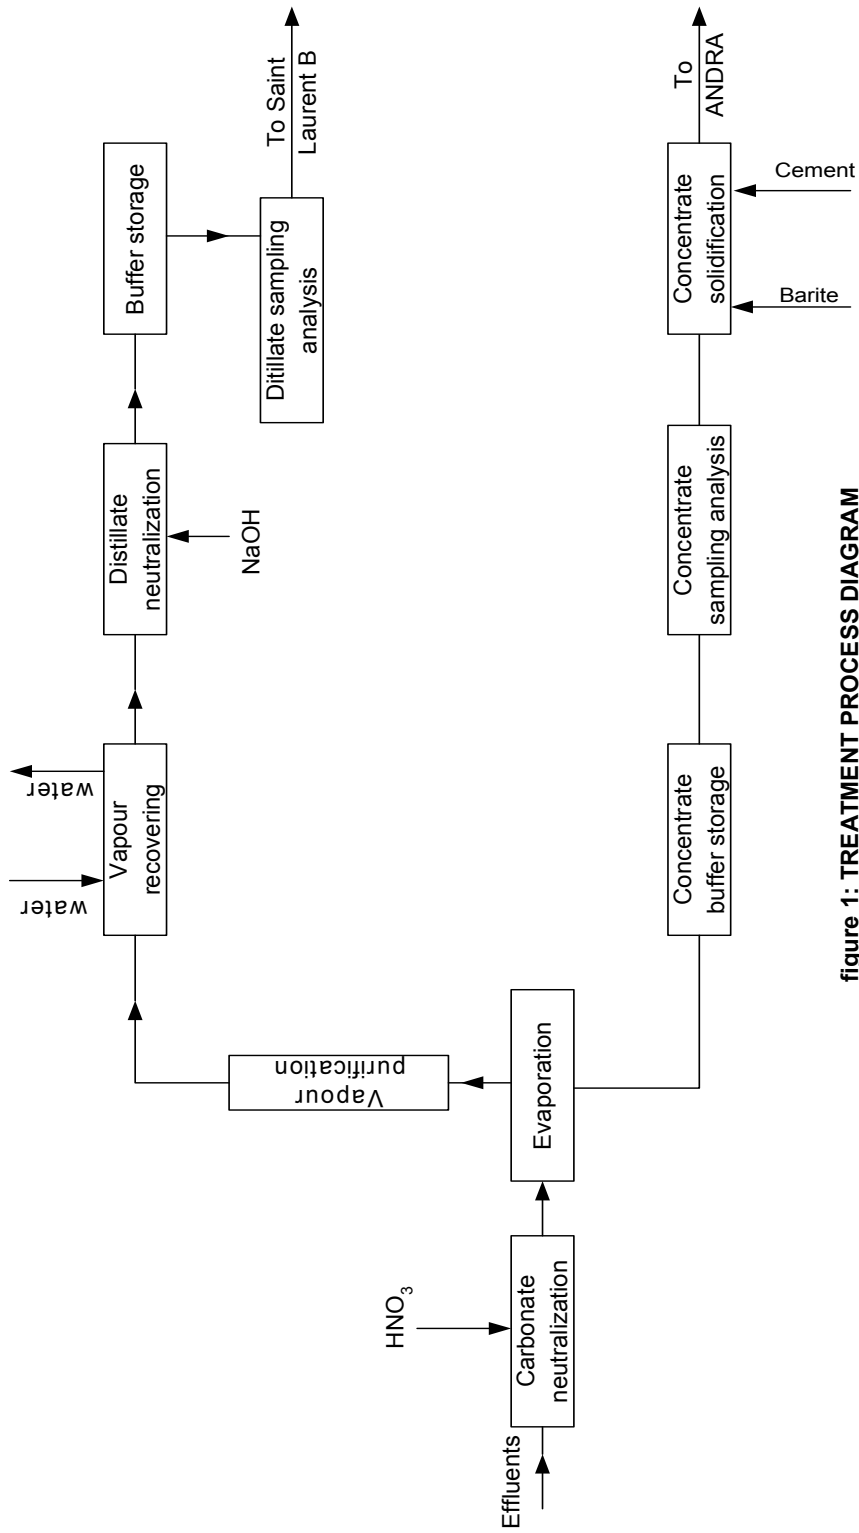 Effluents
HNO3
Carbonate
neutralization
Evaporation
Vapour
purification
water
water
Vapour
recovering
Distillate
neutralization
NaOH
Buffer storage
Ditillate sampling
analysis
To Saint
Laurent B
Concentrate
buffer storage
Concentrate
sampling analysis
Concentrate
solidification
Barite
Cement
To
ANDRA
figure 1: TREATMENT PROCESS DIAGRAM